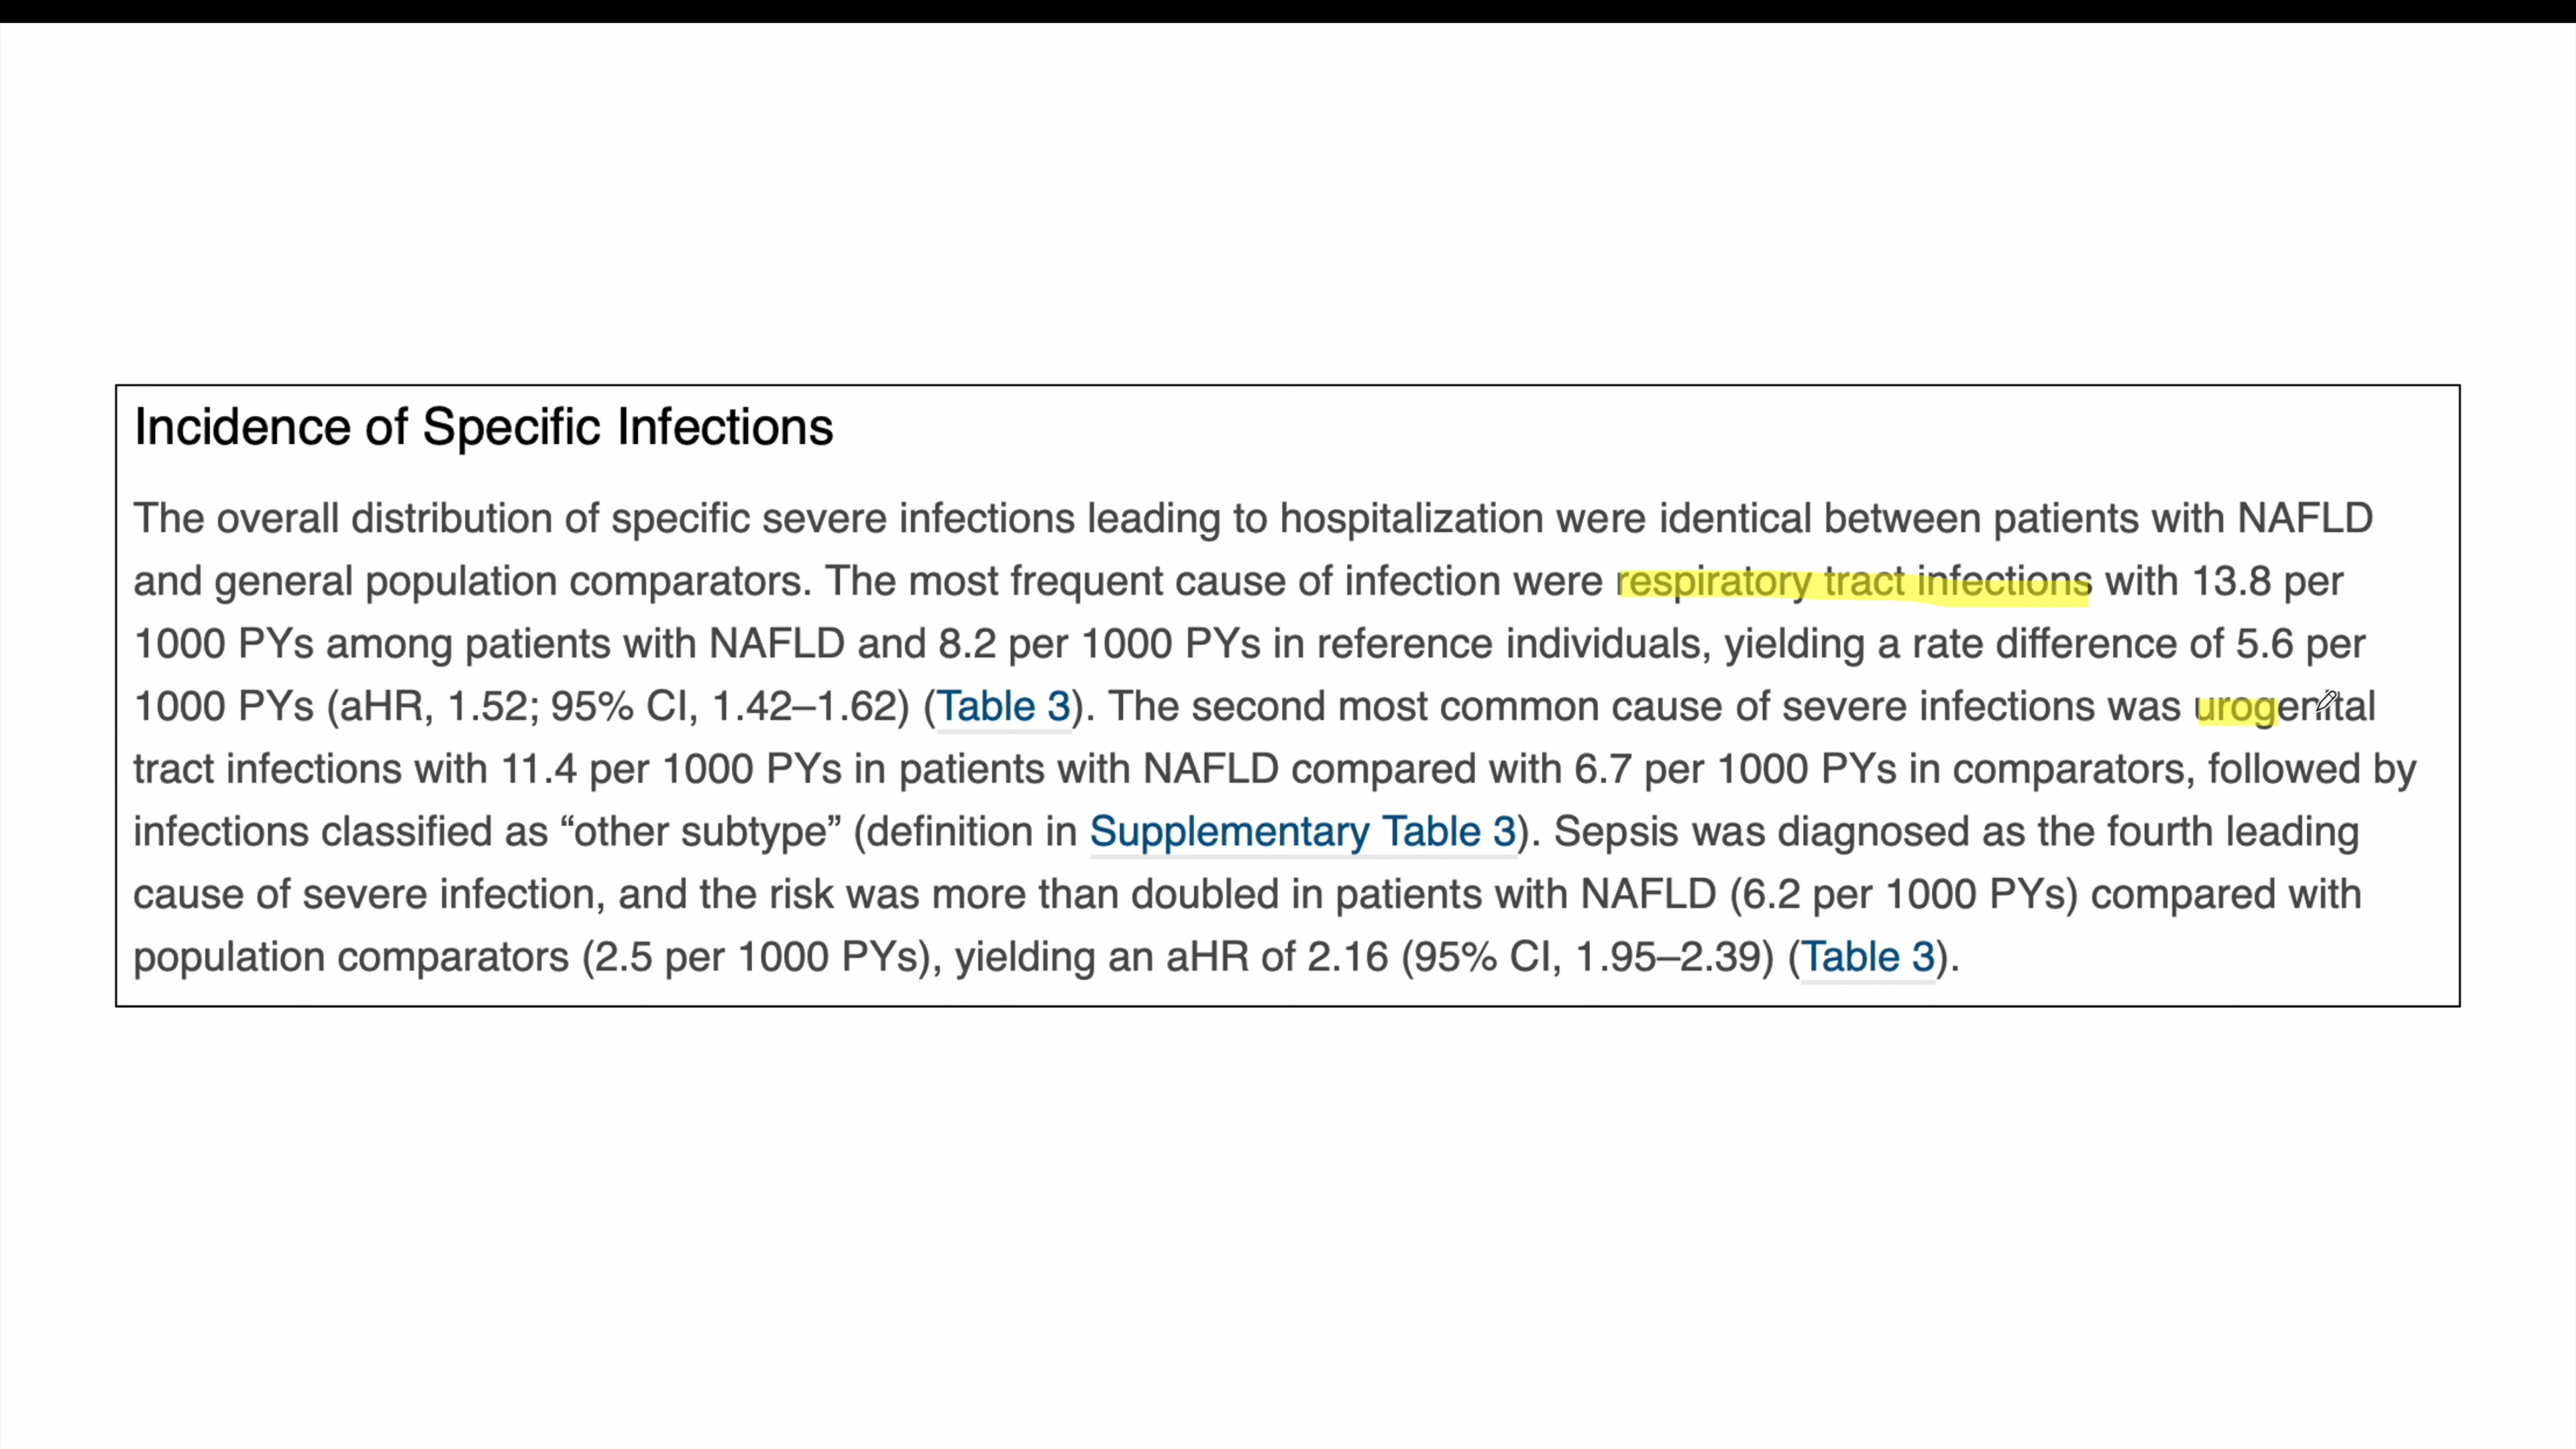 Incidence of Specific Infections
The overall distribution of specific severe infections leading to hospitalization were identical between patients with NAFLD
and general population comparators. The most frequent cause of infection were respiratory tract infections with 13.8 per
1000 PYs among patients with NAFLD and 8.2 per 1000 PYs in reference individuals, yielding a rate difference of 5.6 per
1000 PYs (aHR, 1.52; 95% CI, 1.42–1.62) (Table 3). The second most common cause of severe infections was urogenital
tract infections with 11.4 per 1000 PYs in patients with NAFLD compared with 6.7 per 1000 PYs in comparators, followed by
infections classified as “other subtype” (definition in Supplementary Table 3). Sepsis was diagnosed as the fourth leading
cause of severe infection, and the risk was more than doubled in patients with NAFLD (6.2 per 1000 PYs) compared with
population comparators (2.5 per 1000 PYs), yielding an aHR of 2.16 (95% CI, 1.95–2.39) (Table 3).